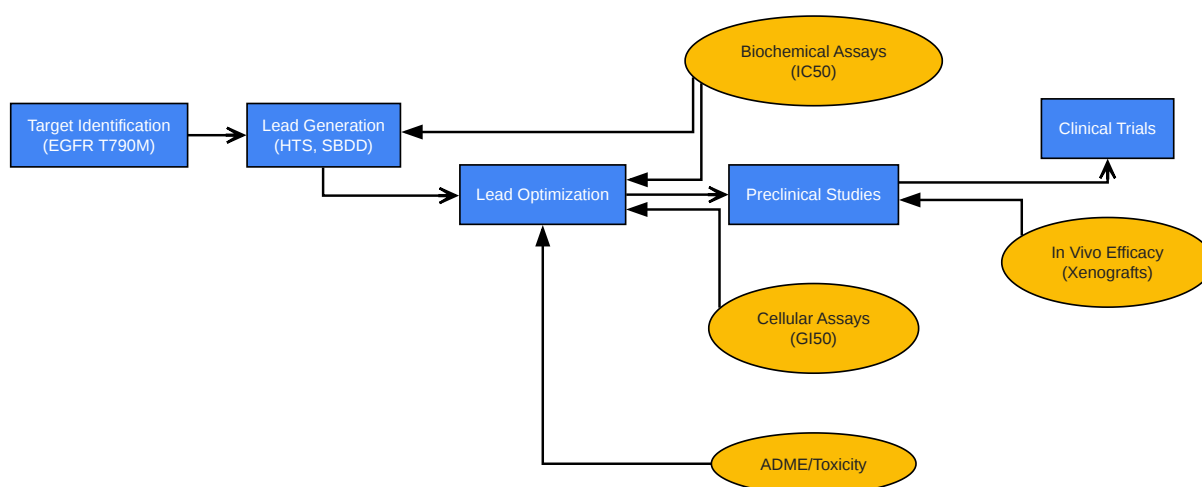 Biochemical Assays
(IC50)
Target Identification
(EGFR T790M)
Lead Generation
(HTS, SBDD)
Clinical Trials
Lead Optimization
Preclinical Studies
In Vivo Efficacy
(Xenografts)
Cellular Assays
(GI50)
ADME/Toxicity